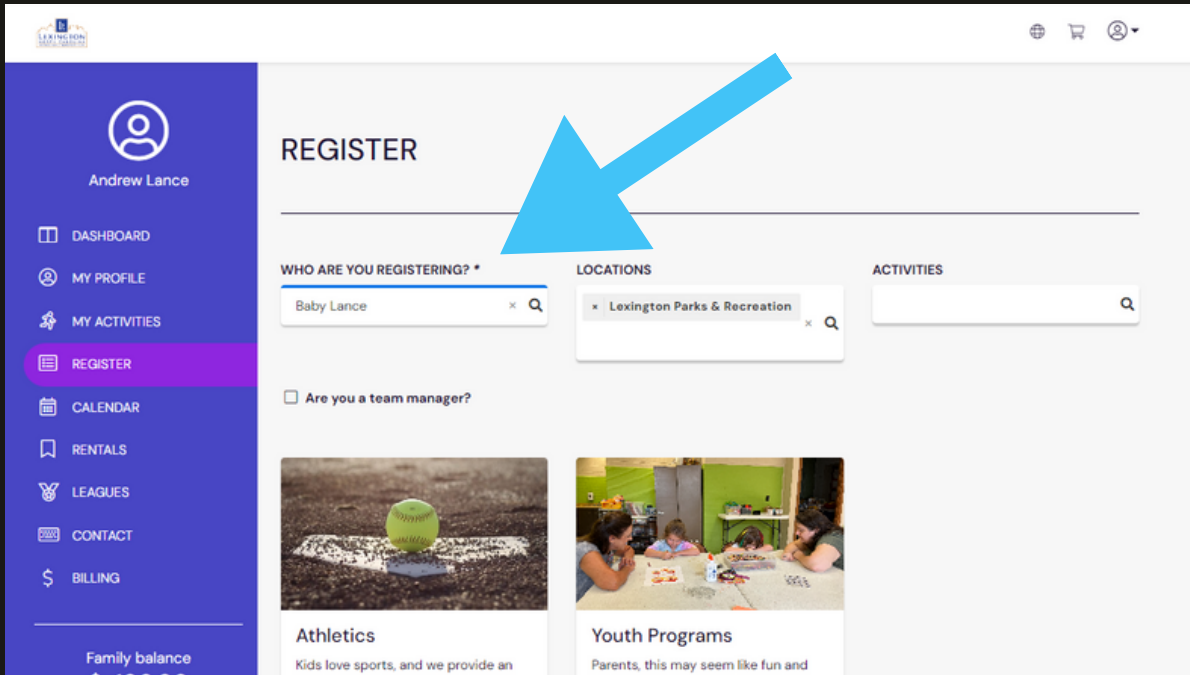 LEXINGTON
Andrew Lance
DASHBOARD
MY PROFILE
MY ACTIVITIES
REGISTER
CALENDAR
RENTALS
LEAGUES
CONTACT
$ BILLING
Family balance
REGISTER
WHO ARE YOU REGISTERING? *
Baby Lance
×
LOCATIONS
× Lexington Parks & Recreation
×
ACTIVITIES
Are you a team manager?
Athletics
Kids love sports, and we provide an
Youth Programs
Parents, this may seem like fun and